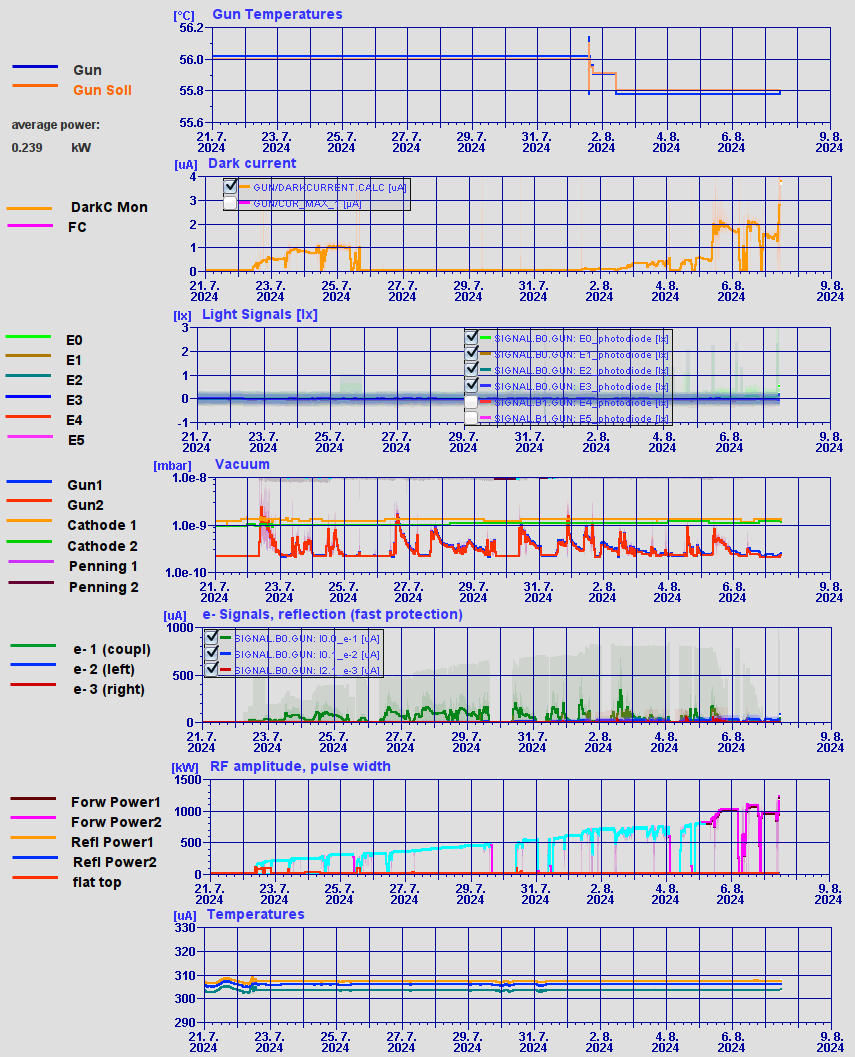 [°C] Gun Temperatures
56.2
56.0
55.8
55.6
Gun
Gun Soll
average power:
0.239 kW
21. 7. 23. 7. 25. 7. 27. 7. 29. 7. 31. 7. 2. 8. 4. 8. 6. 8. 9. 8.
2024 2024 2024 2024 2024 2024 2024 2024 2024 2024
[uA] Dark current
4
3
2
1
0
GUN/DARKCURRENT.CALC [uA]
GUN/CUR_MAX_1 [µA]
DarkC Mon
FC
21. 7. 23. 7. 25. 7. 27. 7. 29. 7. 31. 7. 2. 8. 4. 8. 6. 8. 9. 8.
2024 2024 2024 2024 2024 2024 2024 2024 2024 2024
[lx] Light Signals [lx]
3
2
1
0
-1
SIGNAL.B0.GUN: E0_photodiode [lx]
SIGNAL.B0.GUN: E1_photodiode [lx]
SIGNAL.B0.GUN: E2_photodiode [lx]
SIGNAL.B0.GUN: E3_photodiode [lx]
SIGNAL.B1.GUN: E4_photodiode [lx]
SIGNAL.B1.GUN: E5_photodiode [lx]
E0
E1
E2
E3
E4
E5
21. 7. 23. 7. 25. 7. 27. 7. 29. 7. 31. 7. 2. 8. 4. 8. 6. 8. 9. 8.
2024 2024 2024 2024 2024 2024 2024 2024 2024 2024
[mbar] Vacuum
1.0e-8
1.0e-9
1.0e-10
Gun1
Gun2
Cathode 1
Cathode 2
Penning 1
Penning 2
21. 7. 23. 7. 25. 7. 27. 7. 29. 7. 31. 7. 2. 8. 4. 8. 6. 8. 9. 8.
2024 2024 2024 2024 2024 2024 2024 2024 2024 2024
[uA] e- Signals, reflection (fast protection)
1000
500
0
SIGNAL.B0.GUN: I0.0_e-1 [uA]
SIGNAL.B0.GUN: I0.1_e-2 [uA]
SIGNAL.B0.GUN: I2.1_e-3 [uA]
e- 1 (coupl)
e- 2 (left)
e- 3 (right)
21. 7. 23. 7. 25. 7. 27. 7. 29. 7. 31. 7. 2. 8. 4. 8. 6. 8. 9. 8.
2024 2024 2024 2024 2024 2024 2024 2024 2024 2024
[kW] RF amplitude, pulse width
1500
1000
500
0
Forw Power1
Forw Power2
Refl Power1
Refl Power2
flat top
21. 7. 23. 7. 25. 7. 27. 7. 29. 7. 31. 7. 2. 8. 4. 8. 6. 8. 9. 8.
2024 2024 2024 2024 2024 2024 2024 2024 2024 2024
[uA] Temperatures
330
320
310
300
290
21. 7. 23. 7. 25. 7. 27. 7. 29. 7. 31. 7. 2. 8. 4. 8. 6. 8. 9. 8.
2024 2024 2024 2024 2024 2024 2024 2024 2024 2024